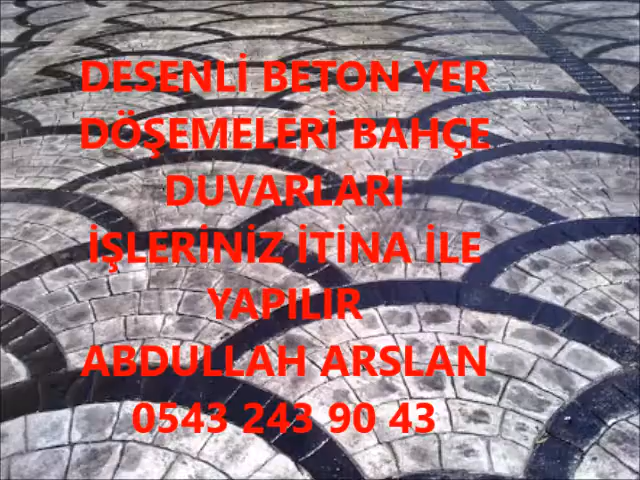 DESENLİ BETON YER
DÖŞEMELERİ BAHÇE
DUVARLARI
İŞLERİNİZ İTİNA İLE
YAPILIR
ABDULLAH ARSLAN
0543 243 90 43